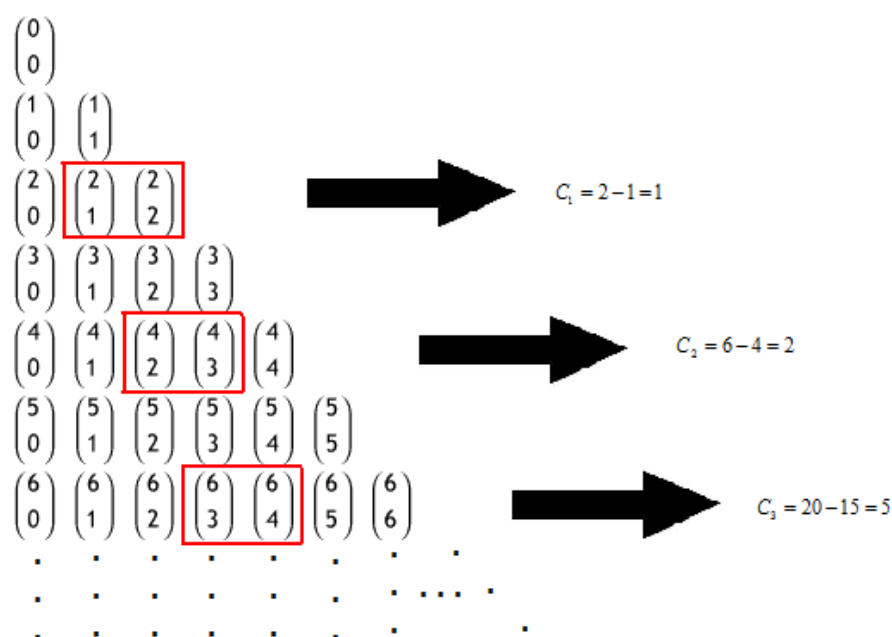 (0 0)
(1 0) (1 1)
(2 0) (2 1) (2 2) C₁ = 2 − 1 = 1
(3 0) (3 1) (3 2) (3 3)
(4 0) (4 1) (4 2) (4 3) (4 4) C₂ = 6 − 4 = 2
(5 0) (5 1) (5 2) (5 3) (5 4) (5 5)
(6 0) (6 1) (6 2) (6 3) (6 4) (6 5) (6 6) C₃ = 20 − 15 = 5
. . . . . . . .
. . . . . . . . . . .
. . . . . . . .